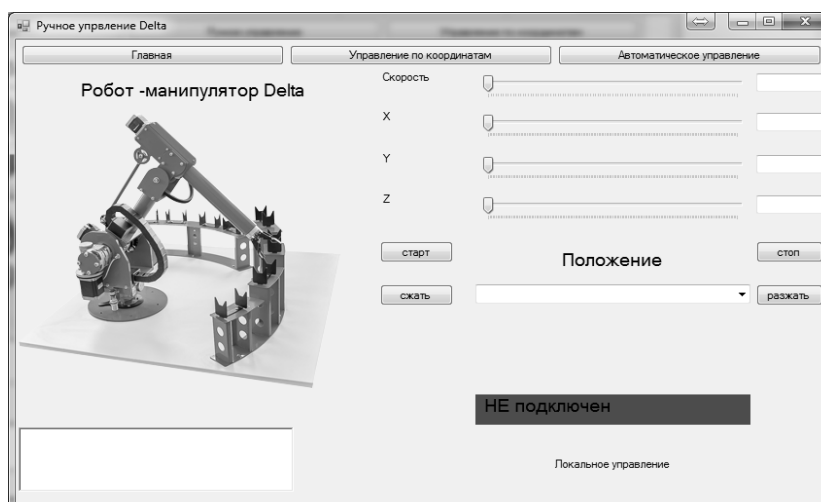 Ручное упрвление Delta
Главная
Управление по координатам
Автоматическое управление
Робот -манипулятор Delta
Скорость
X
Y
Z
старт
Положение
стоп
сжать
разжать
НЕ подключен
Локальное управление